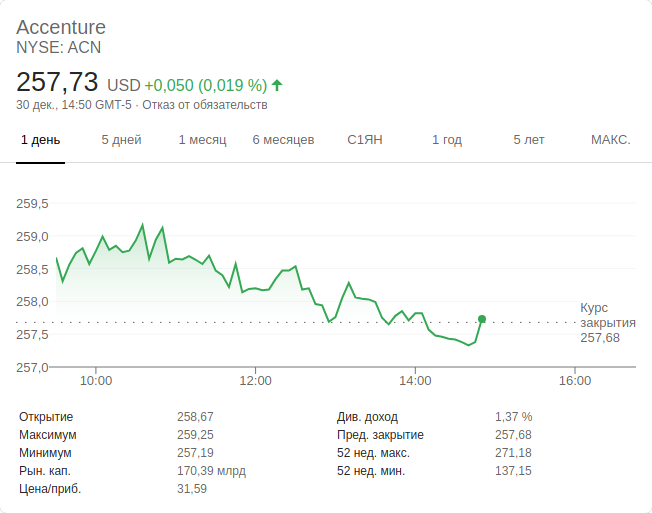 Accenture
NYSE: ACN
257,73 USD +0,050 (0,019 %)
30 дек., 14:50 GMT-5 · Отказ от обязательств
1 день 5 дней 1 месяц 6 месяцев С1ЯН 1 год 5 лет МАКС.
259,5
259,0
258,5
258,0
257,5
257,0
Курс
закрытия
257,68
10:00 12:00 14:00 16:00
Открытие 258,67 Див. доход 1,37 %
Максимум 259,25 Пред. закрытие 257,68
Минимум 257,19 52 нед. макс. 271,18
Рын. кап. 170,39 млрд 52 нед. мин. 137,15
Цена/приб. 31,59